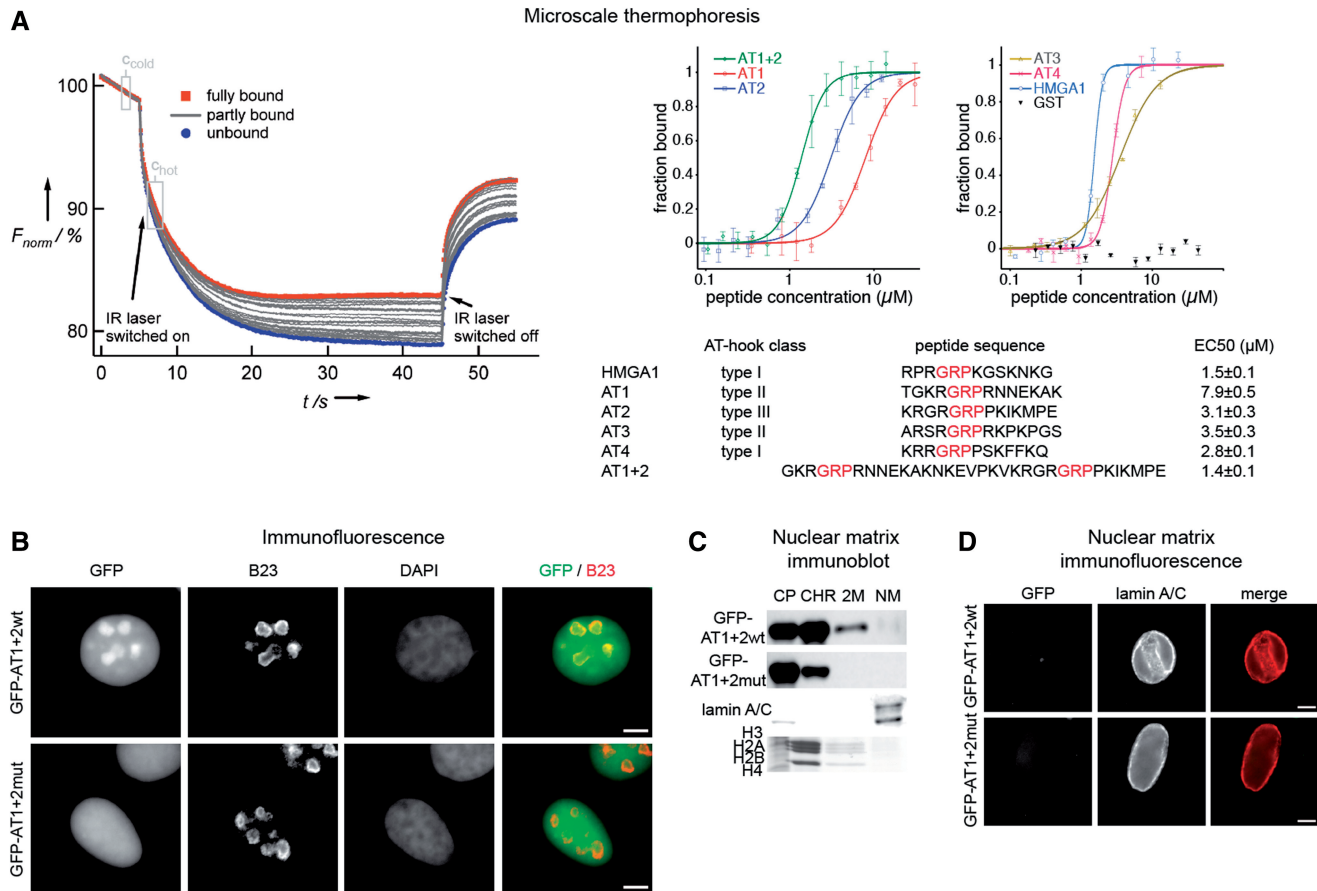 A
Microscale thermophoresis
100
90
80
F norm / %
c cold
c hot
fully bound
partly bound
unbound
IR laser
switched on
IR laser
switched off
0 10 20 30 40 50
t /s
AT1+2
AT1
AT2
fraction bound
1
0.8
0.6
0.4
0.2
0
0.1 1 10
peptide concentration (µM)
AT3
AT4
HMGA1
GST
fraction bound
1
0.8
0.6
0.4
0.2
0
0.1 1 10
peptide concentration (µM)
AT-hook class peptide sequence EC50 (µM)
HMGA1 type I RPRGRPKGSKNKG 1.5±0.1
AT1 type II TGKRGRPRNNEKAK 7.9±0.5
AT2 type III KRGRGRPPKIKMPE 3.1±0.3
AT3 type II ARSRGRPRKPKPGS 3.5±0.3
AT4 type I KRRGRPPSKFFKQ 2.8±0.1
AT1+2 GKRGRPRNNEKAKNKEVPKVKRGRGRPPKIKMPE 1.4±0.1
B
Immunofluorescence
GFP B23 DAPI GFP / B23
GFP-AT1+2wt
GFP-AT1+2mut
C
Nuclear matrix
immunoblot
CP CHR 2M NM
GFP-
AT1+2wt
GFP-
AT1+2mut
lamin A/C
H3
H2A
H2B
H4
D
Nuclear matrix
immunofluorescence
GFP lamin A/C merge
GFP-AT1+2wt
GFP-AT1+2mut